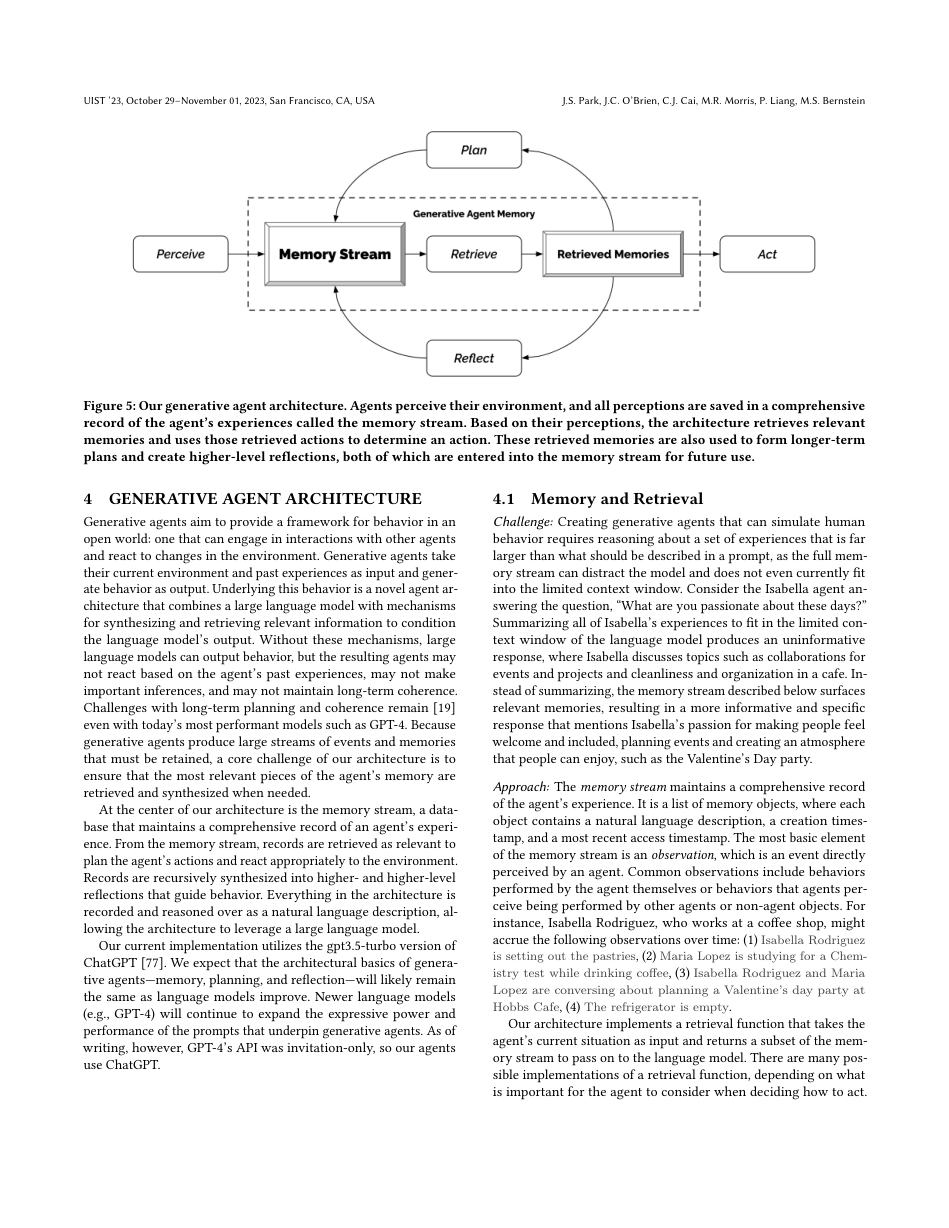 UIST ’23, October 29–November 01, 2023, San Francisco, CA, USA
J.S. Park, J.C. O’Brien, C.J. Cai, M.R. Morris, P. Liang, M.S. Bernstein
Plan
Generative Agent Memory
Perceive
Memory Stream
Retrieve
Retrieved Memories
Act
Reflect
Figure 5: Our generative agent architecture. Agents perceive their environment, and all perceptions are saved in a comprehensive
record of the agent’s experiences called the memory stream. Based on their perceptions, the architecture retrieves relevant
memories and uses those retrieved actions to determine an action. These retrieved memories are also used to form longer-term
plans and create higher-level reflections, both of which are entered into the memory stream for future use.
4 GENERATIVE AGENT ARCHITECTURE
Generative agents aim to provide a framework for behavior in an
open world: one that can engage in interactions with other agents
and react to changes in the environment. Generative agents take
their current environment and past experiences as input and gener-
ate behavior as output. Underlying this behavior is a novel agent ar-
chitecture that combines a large language model with mechanisms
for synthesizing and retrieving relevant information to condition
the language model’s output. Without these mechanisms, large
language models can output behavior, but the resulting agents may
not react based on the agent’s past experiences, may not make
important inferences, and may not maintain long-term coherence.
Challenges with long-term planning and coherence remain [19]
even with today’s most performant models such as GPT-4. Because
generative agents produce large streams of events and memories
that must be retained, a core challenge of our architecture is to
ensure that the most relevant pieces of the agent’s memory are
retrieved and synthesized when needed.
At the center of our architecture is the memory stream, a data-
base that maintains a comprehensive record of an agent’s experi-
ence. From the memory stream, records are retrieved as relevant to
plan the agent’s actions and react appropriately to the environment.
Records are recursively synthesized into higher- and higher-level
reflections that guide behavior. Everything in the architecture is
recorded and reasoned over as a natural language description, al-
lowing the architecture to leverage a large language model.
Our current implementation utilizes the gpt3.5-turbo version of
ChatGPT [77]. We expect that the architectural basics of genera-
tive agents—memory, planning, and reflection—will likely remain
the same as language models improve. Newer language models
(e.g., GPT-4) will continue to expand the expressive power and
performance of the prompts that underpin generative agents. As of
writing, however, GPT-4’s API was invitation-only, so our agents
use ChatGPT.
4.1 Memory and Retrieval
Challenge: Creating generative agents that can simulate human
behavior requires reasoning about a set of experiences that is far
larger than what should be described in a prompt, as the full mem-
ory stream can distract the model and does not even currently fit
into the limited context window. Consider the Isabella agent an-
swering the question, “What are you passionate about these days?”
Summarizing all of Isabella’s experiences to fit in the limited con-
text window of the language model produces an uninformative
response, where Isabella discusses topics such as collaborations for
events and projects and cleanliness and organization in a cafe. In-
stead of summarizing, the memory stream described below surfaces
relevant memories, resulting in a more informative and specific
response that mentions Isabella’s passion for making people feel
welcome and included, planning events and creating an atmosphere
that people can enjoy, such as the Valentine’s Day party.
Approach: The memory stream maintains a comprehensive record
of the agent’s experience. It is a list of memory objects, where each
object contains a natural language description, a creation times-
tamp, and a most recent access timestamp. The most basic element
of the memory stream is an observation, which is an event directly
perceived by an agent. Common observations include behaviors
performed by the agent themselves or behaviors that agents per-
ceive being performed by other agents or non-agent objects. For
instance, Isabella Rodriguez, who works at a coffee shop, might
accrue the following observations over time: (1) Isabella Rodriguez
is setting out the pastries, (2) Maria Lopez is studying for a Chem-
istry test while drinking coffee, (3) Isabella Rodriguez and Maria
Lopez are conversing about planning a Valentine’s day party at
Hobbs Cafe, (4) The refrigerator is empty.
Our architecture implements a retrieval function that takes the
agent’s current situation as input and returns a subset of the mem-
ory stream to pass on to the language model. There are many pos-
sible implementations of a retrieval function, depending on what
is important for the agent to consider when deciding how to act.